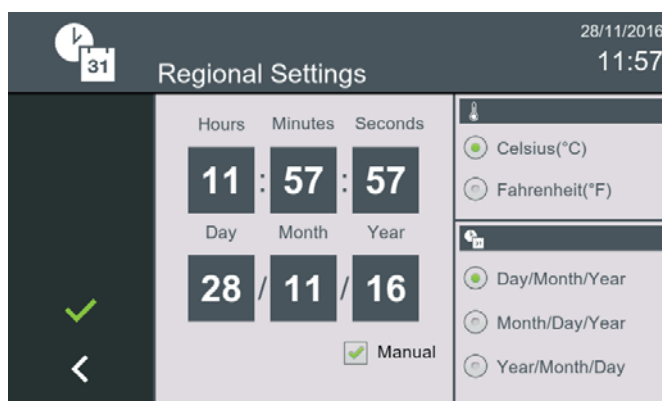 31
28/11/2016
11:57
Regional Settings
Hours Minutes Seconds
11 : 57 : 57
Day Month Year
28 / 11 / 16
Manual
Celsius(°C)
Fahrenheit(°F)
31
Day/Month/Year
Month/Day/Year
Year/Month/Day